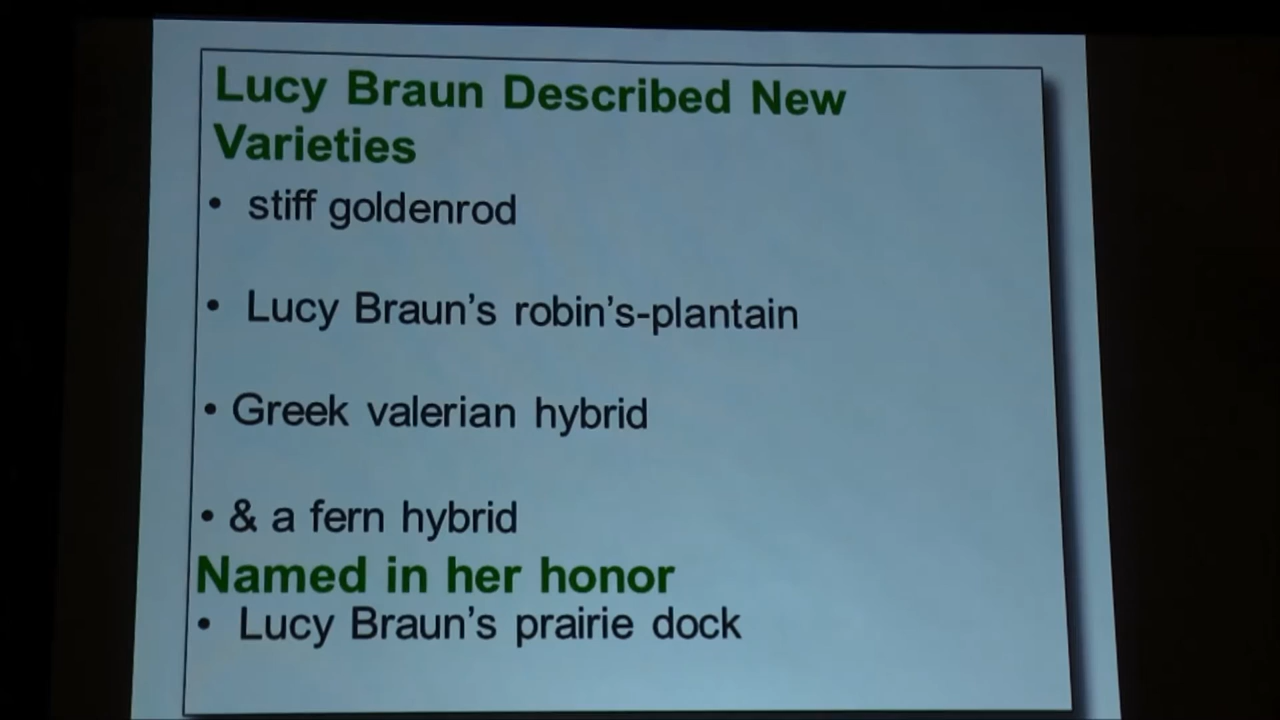 Lucy Braun Described New
Varieties
• stiff goldenrod
• Lucy Braun’s robin’s-plantain
• Greek valerian hybrid
• & a fern hybrid
Named in her honor
• Lucy Braun’s prairie dock